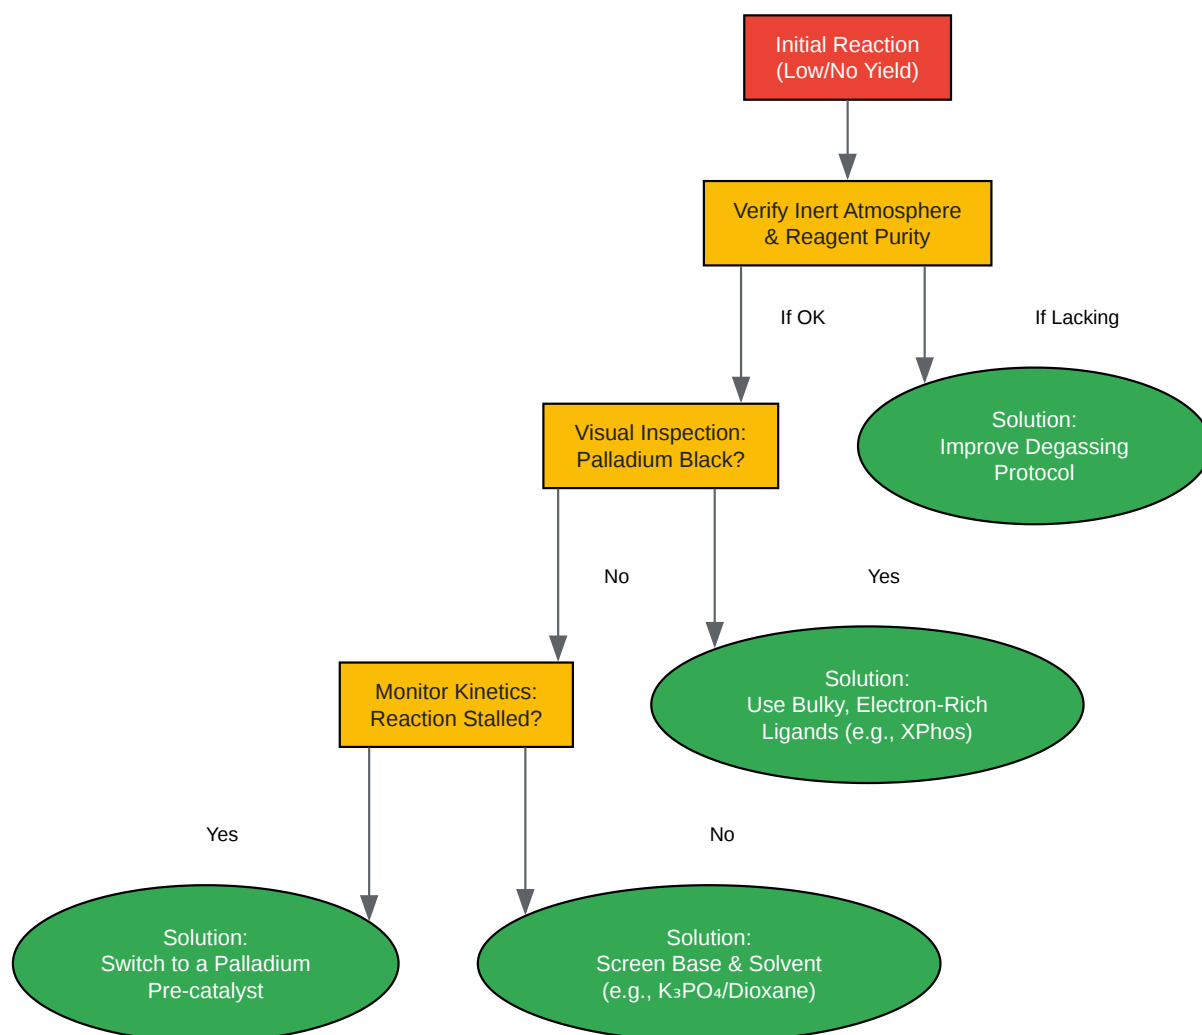 Initial Reaction
(Low/No Yield)
Verify Inert Atmosphere
& Reagent Purity
If OK
If Lacking
Visual Inspection:
Palladium Black?
Solution:
Improve Degassing
Protocol
No
Yes
Monitor Kinetics:
Reaction Stalled?
Solution:
Use Bulky, Electron-Rich
Ligands (e.g., XPhos)
Yes
No
Solution:
Switch to a Palladium
Pre-catalyst
Solution:
Screen Base & Solvent
(e.g., K₃PO₄/Dioxane)